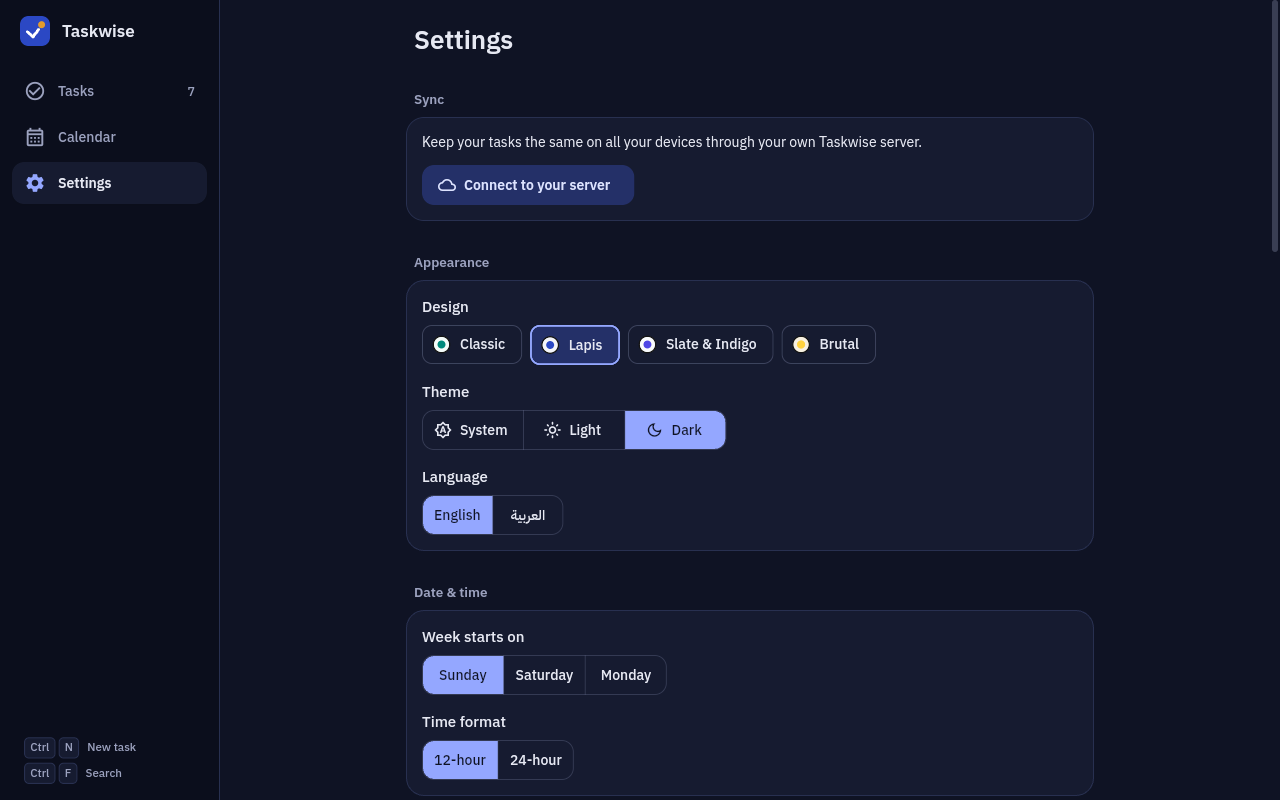 Taskwise
Tasks 7
Calendar
Settings
Ctrl N New task
Ctrl F Search
Settings
Sync
Keep your tasks the same on all your devices through your own Taskwise server.
Connect to your server
Appearance
Design
Classic Lapis Slate & Indigo Brutal
Theme
System Light Dark
Language
English العربية
Date & time
Week starts on
Sunday Saturday Monday
Time format
12-hour 24-hour